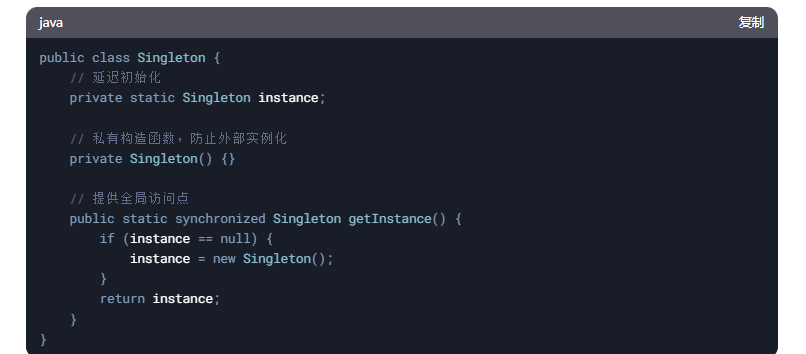 java 复制
public class Singleton {
    // 延迟初始化
    private static Singleton instance;

    // 私有构造函数，防止外部实例化
    private Singleton() {}

    // 提供全局访问点
    public static synchronized Singleton getInstance() {
        if (instance == null) {
            instance = new Singleton();
        }
        return instance;
    }
}